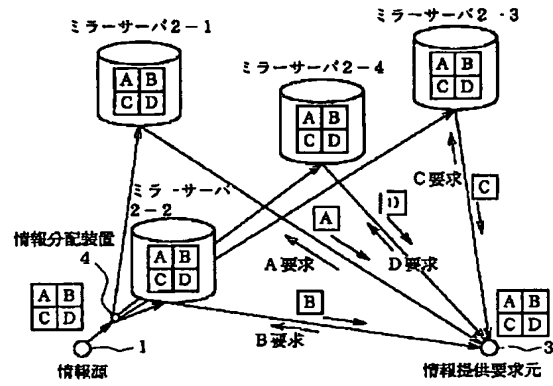 ミラーサーバ2-1
A B
C D
ミラーサーバ2・3
A B
C D
ミラーサーバ2-4
A B
C D
ミラ-サーバ
2-2
A B
C D
情報分配装置
4
A B
C D
1
情報源
A
A要求
B
B要求
C
C要求
D
D要求
A B
C D
3
情報提供要求元